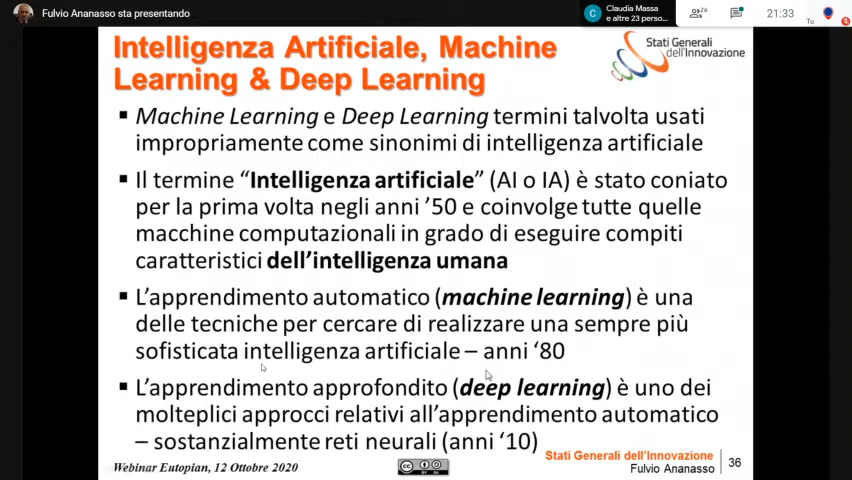 Fulvio Ananasso sta presentando
Claudia Massa
e altre 23 perso...
26
21:33
Tu
C
Intelligenza Artificiale, Machine
Learning & Deep Learning
Stati Generali
dell'Innovazione
▪ Machine Learning e Deep Learning termini talvolta usati
impropriamente come sinonimi di intelligenza artificiale
▪ Il termine “Intelligenza artificiale” (AI o IA) è stato coniato
per la prima volta negli anni ’50 e coinvolge tutte quelle
macchine computazionali in grado di eseguire compiti
caratteristici dell’intelligenza umana
▪ L’apprendimento automatico (machine learning) è una
delle tecniche per cercare di realizzare una sempre più
sofisticata intelligenza artificiale – anni ‘80
▪ L’apprendimento approfondito (deep learning) è uno dei
molteplici approcci relativi all’apprendimento automatico
– sostanzialmente reti neurali (anni ‘10)
Webinar Eutopian, 12 Ottobre 2020
cc
BY SA
Stati Generali dell'Innovazione
Fulvio Ananasso
36